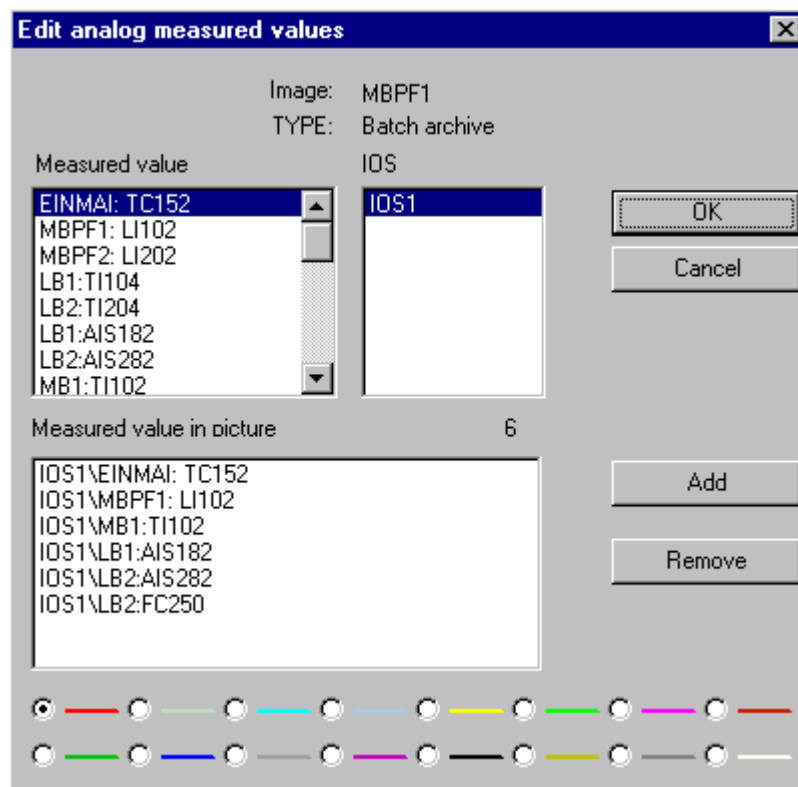 Edit analog measured values
Image: MBPF1
TYPE: Batch archive
Measured value
IOS
EINMAI: TC152
MBPF1: LI102
MBPF2: LI202
LB1:TI104
LB2:TI204
LB1:AIS182
LB2:AIS282
MB1:TI102
IOS1
OK
Cancel
Measured value in picture 6
IOS1\EINMAI: TC152
IOS1\MBPF1: LI102
IOS1\MB1:TI102
IOS1\LB1:AIS182
IOS1\LB2:AIS282
IOS1\LB2:FC250
Add
Remove